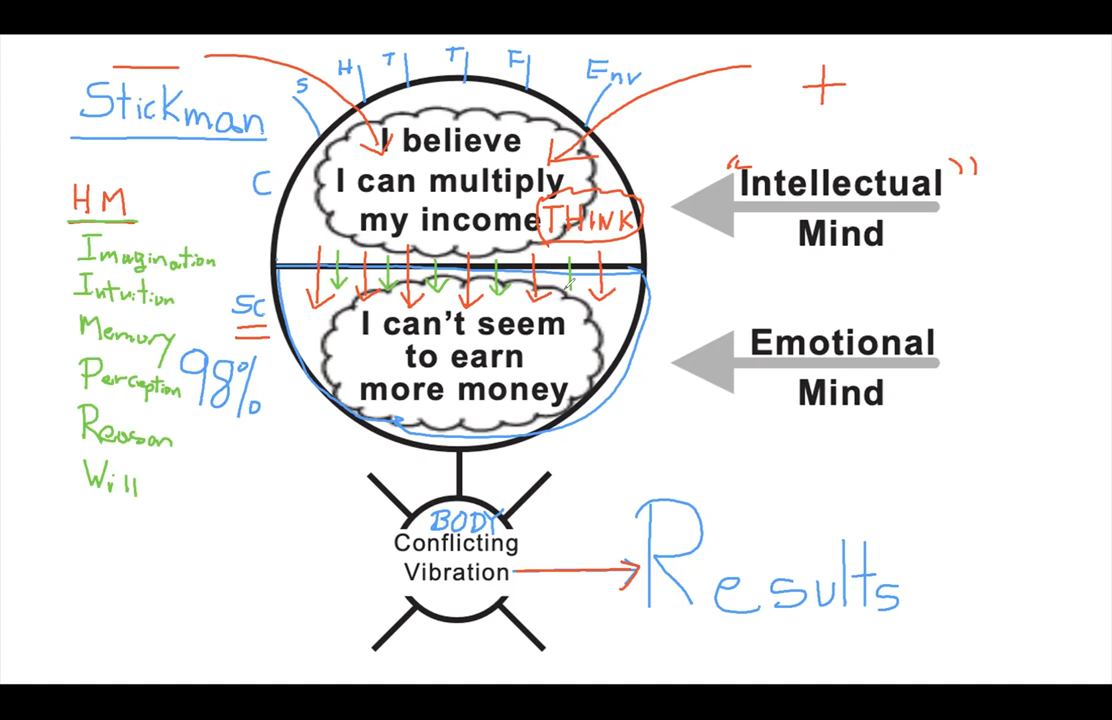 S H T T F Env
Stickman
I believe
I can multiply
my income
THINK
C
"Intellectual"
Mind
HM
Imagination
Intuition
Memory
Perception
Reason
Will
SC
98%
I can't seem
to earn
more money
Emotional
Mind
BODY
Conflicting
Vibration
Results